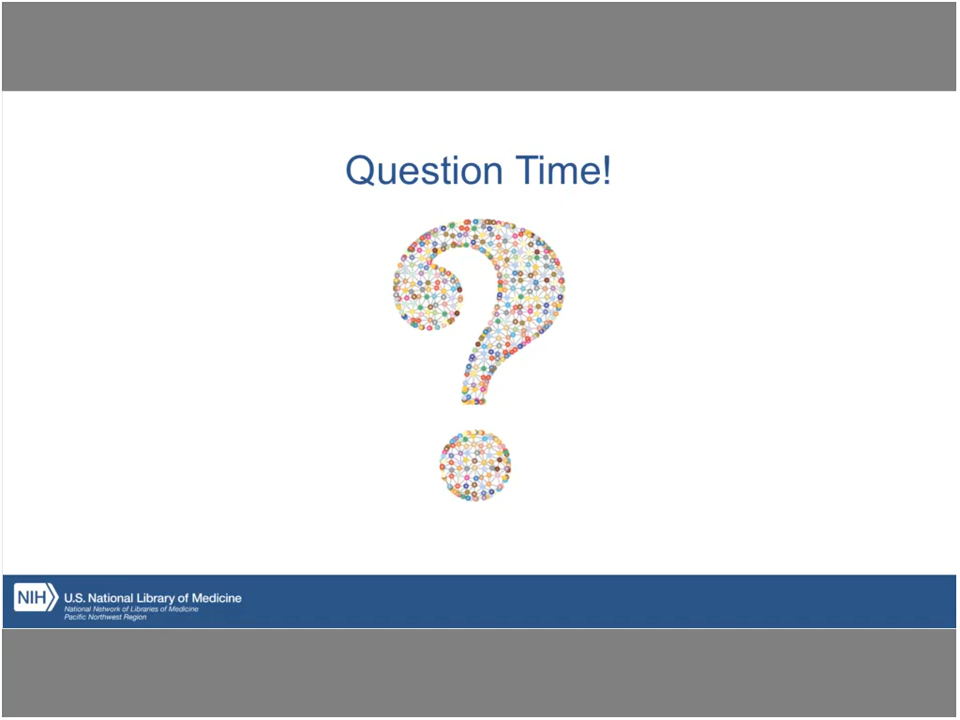 Question Time!
NIH
U.S. National Library of Medicine
National Network of Libraries of Medicine
Pacific Northwest Region